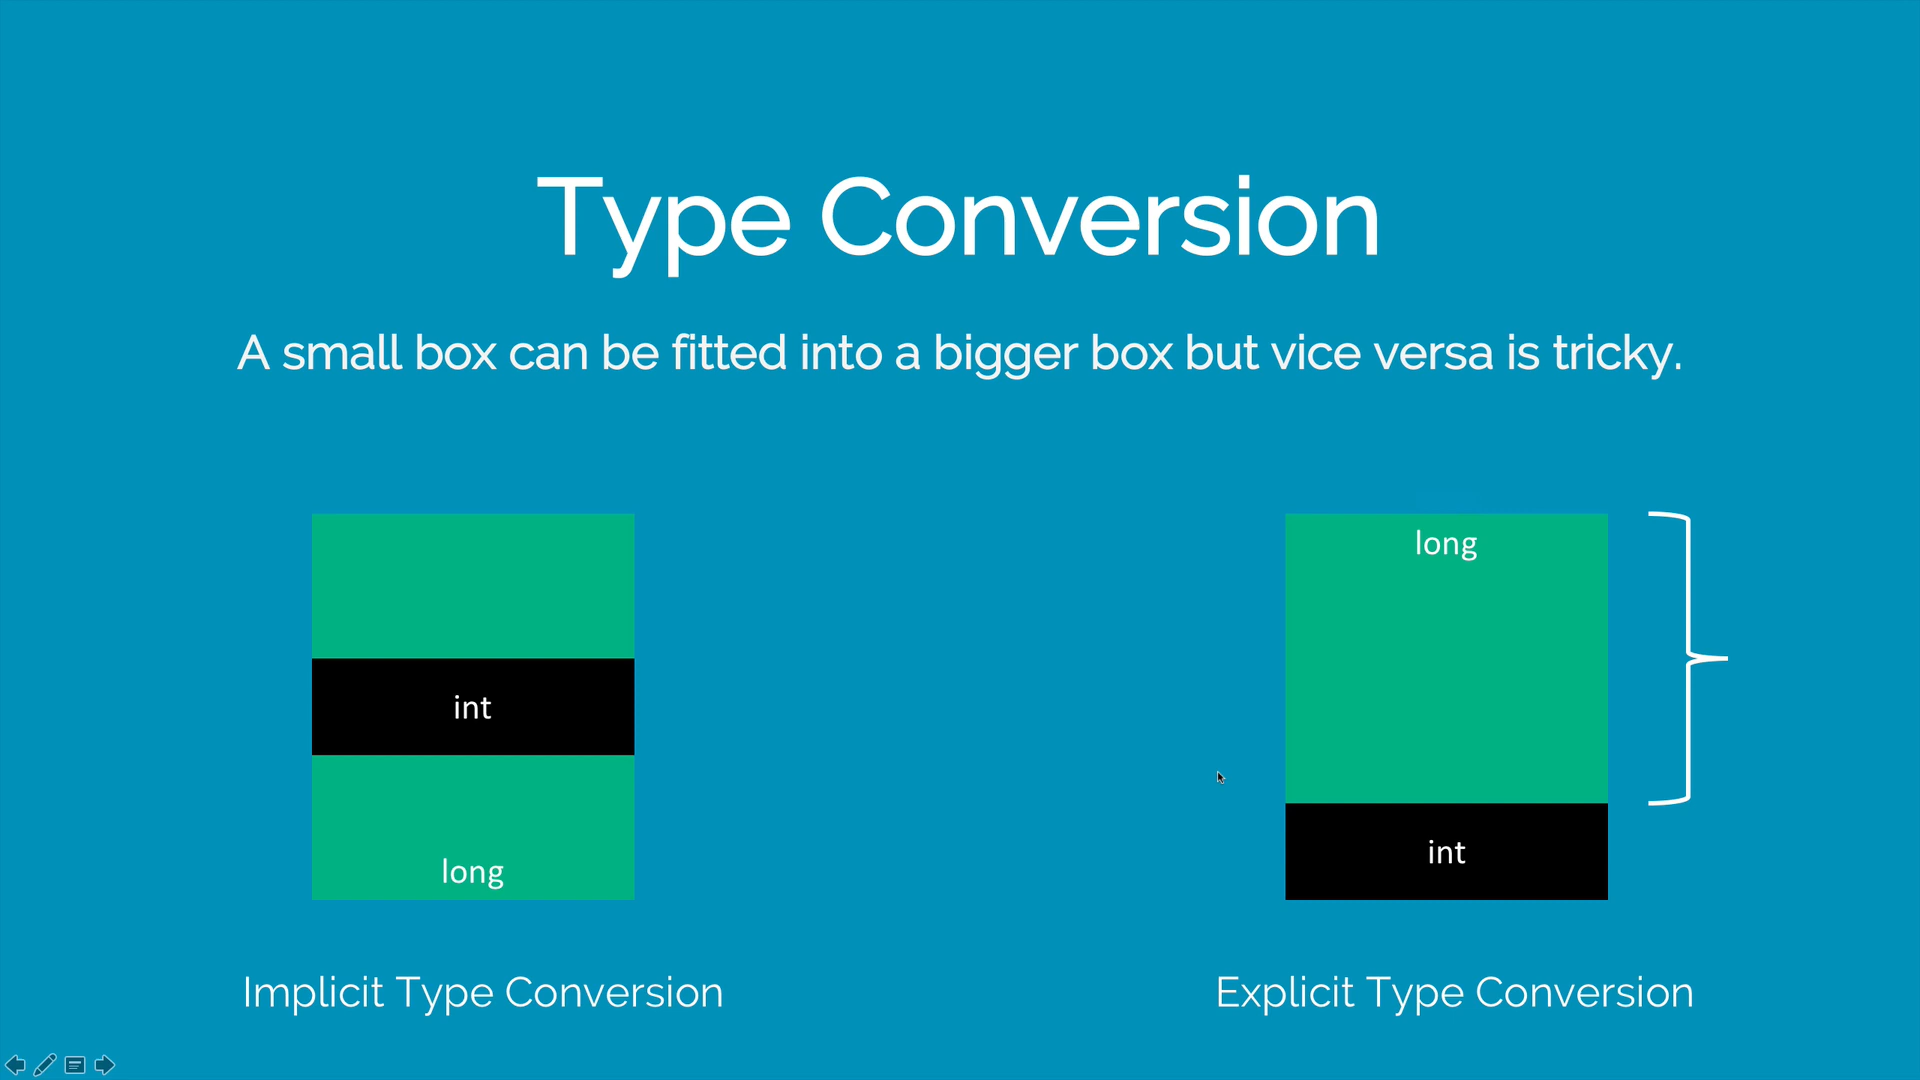 Type Conversion
A small box can be fitted into a bigger box but vice versa is tricky.
int
long
long
int
Implicit Type Conversion
Explicit Type Conversion